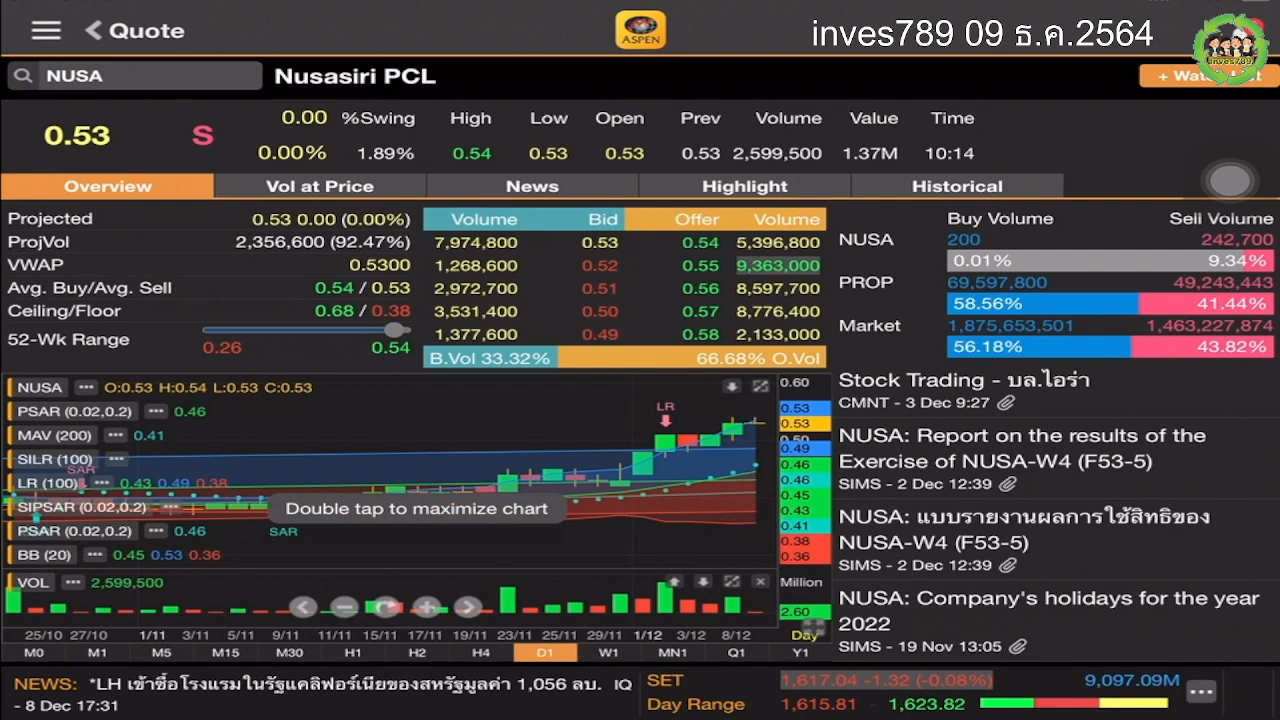 Quote
ASPEN
inves789 09 ธ.ค.2564
inves789
NUSA Nusasiri PCL
0.53 S
0.00 %Swing High Low Open Prev Volume Value Time
0.00% 1.89% 0.54 0.53 0.53 0.53 2,599,500 1.37M 10:14
Overview Vol at Price News Highlight Historical
Projected 0.53 0.00 (0.00%)
ProjVol 2,356,600 (92.47%)
VWAP 0.5300
Avg. Buy/Avg. Sell 0.54 / 0.53
Ceiling/Floor 0.68 / 0.38
52-Wk Range
0.26 0.54
Volume Bid Offer Volume
7,974,800 0.53 0.54 5,396,800
1,268,600 0.52 0.55 9,363,000
2,972,700 0.51 0.56 8,597,700
3,531,400 0.50 0.57 8,776,400
1,377,600 0.49 0.58 2,133,000
B.Vol 33.32% 66.68% O.Vol
Buy Volume Sell Volume
NUSA 200 242,700
0.01% 9.34%
PROP 69,597,800 49,243,443
58.56% 41.44%
Market 1,875,653,501 1,463,227,874
56.18% 43.82%
NUSA ••• O:0.53 H:0.54 L:0.53 C:0.53
PSAR (0.02,0.2) ••• 0.46
MAV (200) ••• 0.41
SILR (100) •••
SAR
LR (100) ••• 0.43 0.49 0.38
SIPSAR (0.02,0.2) •••
PSAR (0.02,0.2) ••• 0.46
BB (20) ••• 0.45 0.53 0.36
LR
SAR
Double tap to maximize chart
0.60
0.53
0.53
0.50
0.49
0.46
0.46
0.45
0.43
0.41
0.38
0.36
VOL ••• 2,599,500
Million
2.60
25/10 27/10 1/11 3/11 5/11 9/11 11/11 15/11 17/11 19/11 23/11 25/11 29/11 1/12 3/12 8/12 Day
M0 M1 M5 M15 M30 H1 H2 H4 D1 W1 MN1 Q1 Y1
Stock Trading - บล.ไอร่า
CMNT - 3 Dec 9:27
NUSA: Report on the results of the
Exercise of NUSA-W4 (F53-5)
SIMS - 2 Dec 12:39
NUSA: แบบรายงานผลการใช้สิทธิของ
NUSA-W4 (F53-5)
SIMS - 2 Dec 12:39
NUSA: Company's holidays for the year
2022
SIMS - 19 Nov 13:05
NEWS: *LH เข้าซื้อโรงแรมในรัฐแคลิฟอร์เนียของสหรัฐมูลค่า 1,056 ลบ. IQ
- 8 Dec 17:31
SET 1,617.04 -1.32 (-0.08%) 9,097.09M
Day Range 1,615.81 - 1,623.82